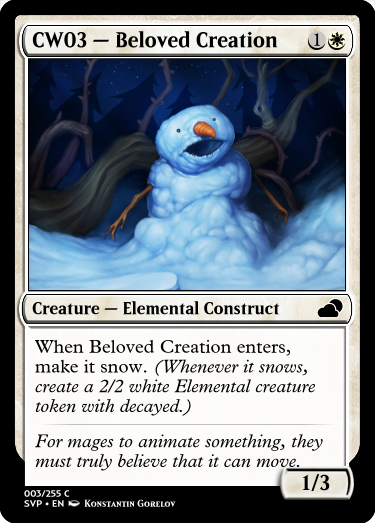 CW03 — Beloved Creation 1
Creature — Elemental Construct
When Beloved Creation enters,
make it snow. (Whenever it snows,
create a 2/2 white Elemental creature
token with decayed.)
For mages to animate something, they
must truly believe that it can move.
1/3
003/255 C
SVP • EN Konstantin Gorelov